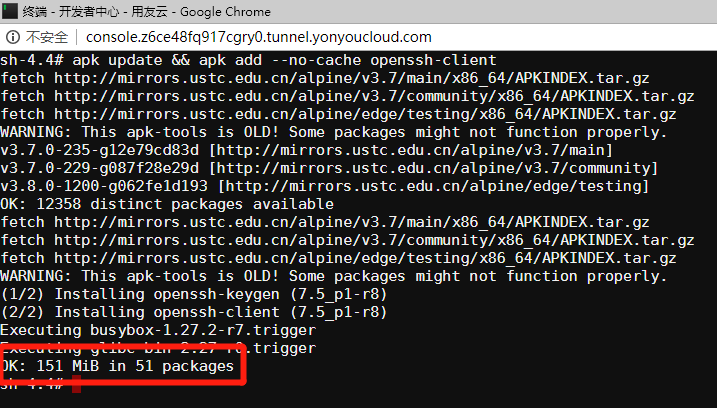 终端 - 开发者中心 - 用友云 - Google Chrome
不安全 console.z6ce48fq917cgry0.tunnel.yonyoucloud.com
sh-4.4# apk update && apk add --no-cache openssh-client
fetch http://mirrors.ustc.edu.cn/alpine/v3.7/main/x86_64/APKINDEX.tar.gz
fetch http://mirrors.ustc.edu.cn/alpine/v3.7/community/x86_64/APKINDEX.tar.gz
fetch http://mirrors.ustc.edu.cn/alpine/edge/testing/x86_64/APKINDEX.tar.gz
WARNING: This apk-tools is OLD! Some packages might not function properly.
v3.7.0-235-g12e79cd83d [http://mirrors.ustc.edu.cn/alpine/v3.7/main]
v3.7.0-229-g087f28e29d [http://mirrors.ustc.edu.cn/alpine/v3.7/community]
v3.8.0-1200-g062fe1d193 [http://mirrors.ustc.edu.cn/alpine/edge/testing]
OK: 12358 distinct packages available
fetch http://mirrors.ustc.edu.cn/alpine/v3.7/main/x86_64/APKINDEX.tar.gz
fetch http://mirrors.ustc.edu.cn/alpine/v3.7/community/x86_64/APKINDEX.tar.gz
fetch http://mirrors.ustc.edu.cn/alpine/edge/testing/x86_64/APKINDEX.tar.gz
WARNING: This apk-tools is OLD! Some packages might not function properly.
(1/2) Installing openssh-keygen (7.5_p1-r8)
(2/2) Installing openssh-client (7.5_p1-r8)
Executing busybox-1.27.2-r7.trigger
Executing glibc-bin-2.27-r0.trigger
OK: 151 MiB in 51 packages
sh-4.4#